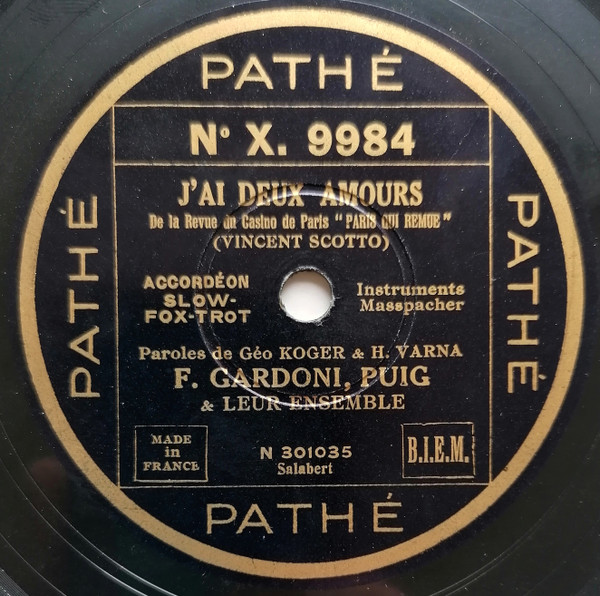 PATHÉ
Nº X. 9984
J'AI DEUX AMOURS
De la Revue du Casino de Paris "PARIS QUI REMUE"
(VINCENT SCOTTO)
ACCORDÉON
SLOW-
FOX-TROT
Instruments
Masspacher
PATHÉ
PATHÉ
Paroles de Géo KOGER & H. VARNA
F. GARDONI, PUIG
& LEUR ENSEMBLE
MADE
in
FRANCE
N 301035
Salabert
B.I.E.M.
PATHÉ